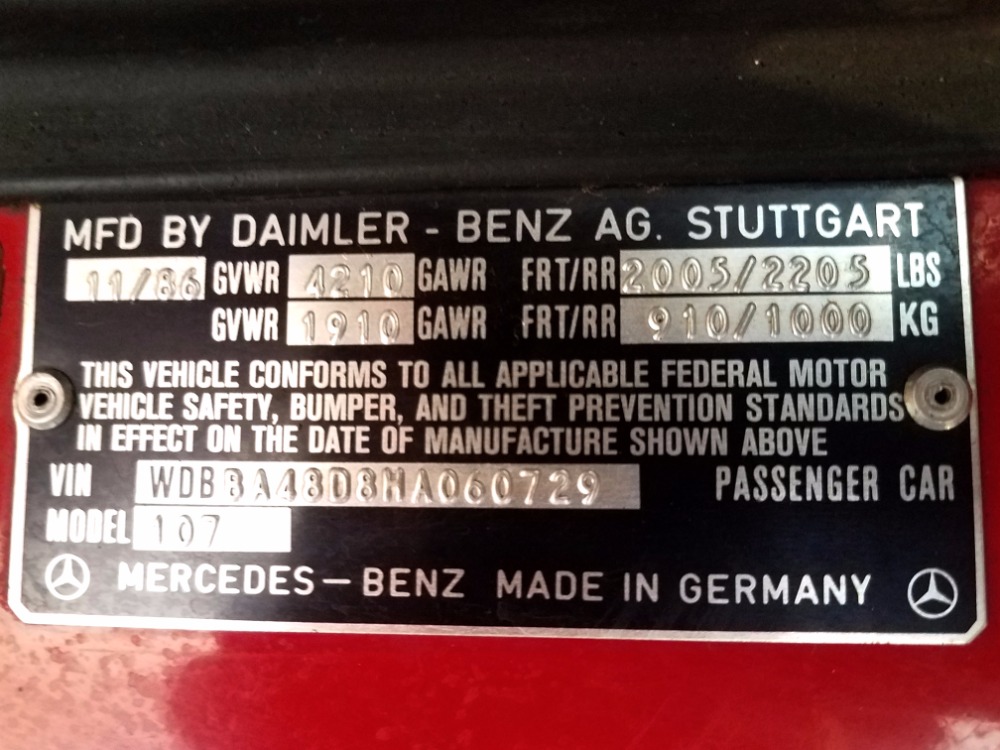 MFD BY DAIMLER - BENZ AG. STUTTGART
11/86 GVWR 4210 GAWR FRT/RR 2005/2205 LBS
GVWR 1910 GAWR FRT/RR 910/1000 KG
THIS VEHICLE CONFORMS TO ALL APPLICABLE FEDERAL MOTOR
VEHICLE SAFETY, BUMPER, AND THEFT PREVENTION STANDARDS
IN EFFECT ON THE DATE OF MANUFACTURE SHOWN ABOVE
VIN WDBBA48D8HA060729 PASSENGER CAR
MODEL 107
MERCEDES - BENZ MADE IN GERMANY